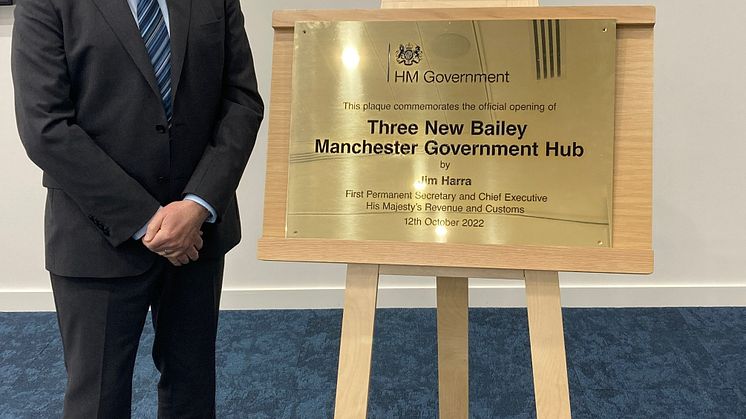 HM Government
This plaque commemorates the official opening of
Three New Bailey
Manchester Government Hub
by
Jim Harra
First Permanent Secretary and Chief Executive
His Majesty's Revenue and Customs
12th October 2022